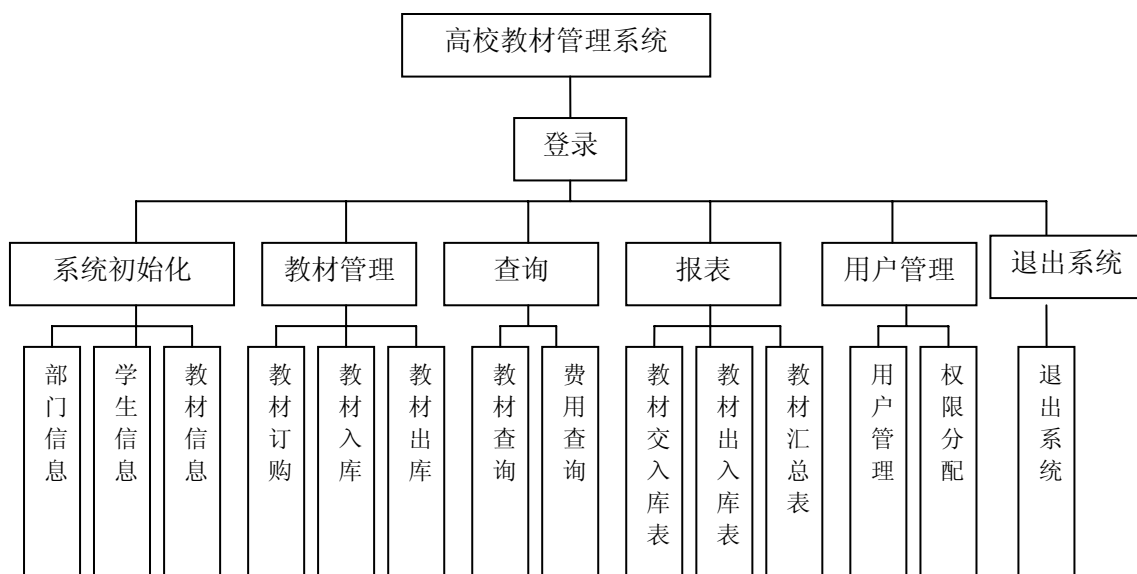 高校教材管理系统
登录
系统初始化
教材管理
查询
报表
用户管理
退出系统
部门信息
学生信息
教材信息
教材订购
教材入库
教材出库
教材查询
费用查询
教材交入库表
教材出入库表
教材汇总表
用户管理
权限分配
退出系统